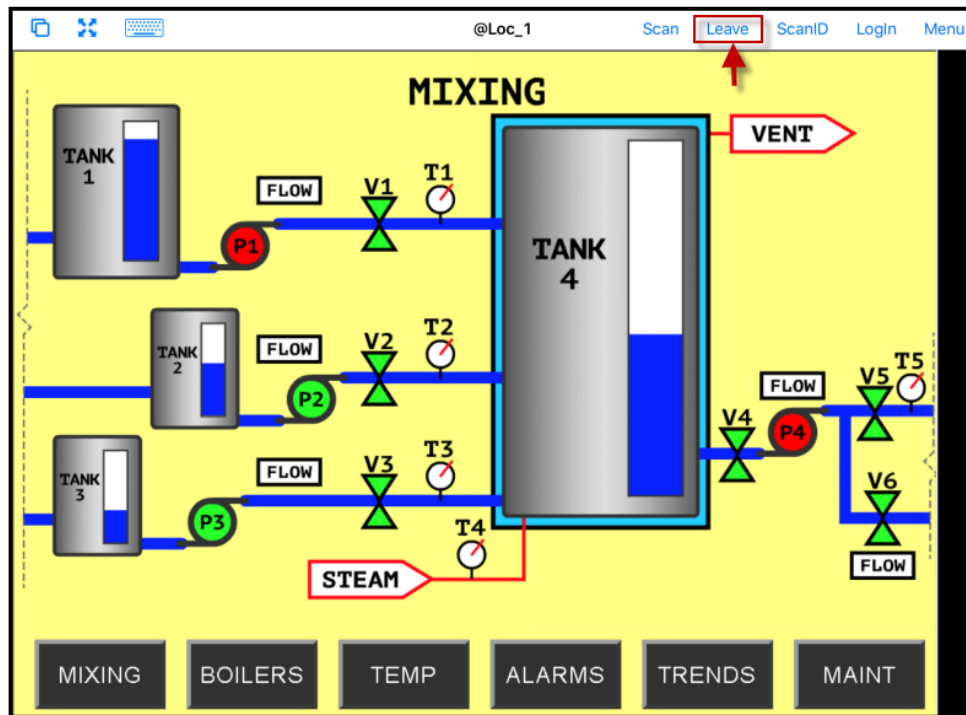 @Loc_1 Scan Leave ScanID LogIn Menu
MIXING
VENT
TANK
1
FLOW
V1
T1
P1
TANK
4
TANK
2
FLOW
V2
T2
P2
TANK
3
FLOW
V3
T3
P3
T4
STEAM
V4
FLOW
P4
V5
T5
V6
FLOW
MIXING BOILERS TEMP ALARMS TRENDS MAINT